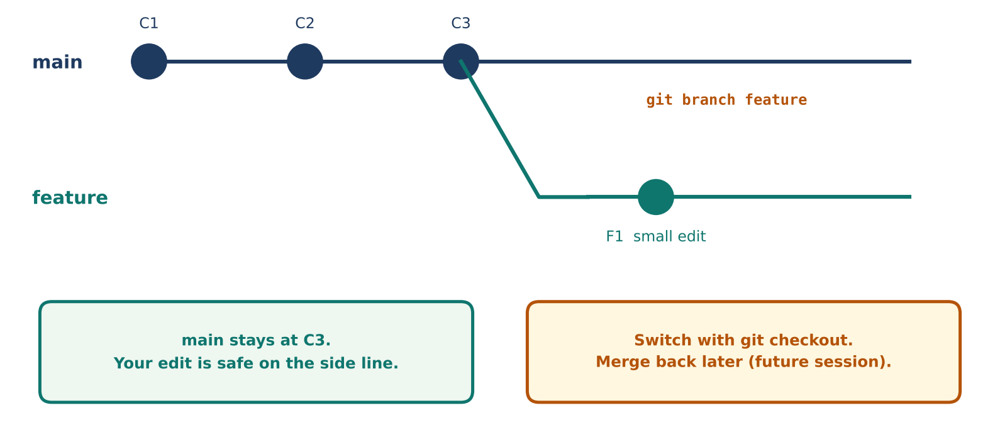 C1 C2 C3
main
git branch feature
feature
F1 small edit
main stays at C3.
Your edit is safe on the side line.
Switch with git checkout.
Merge back later (future session).